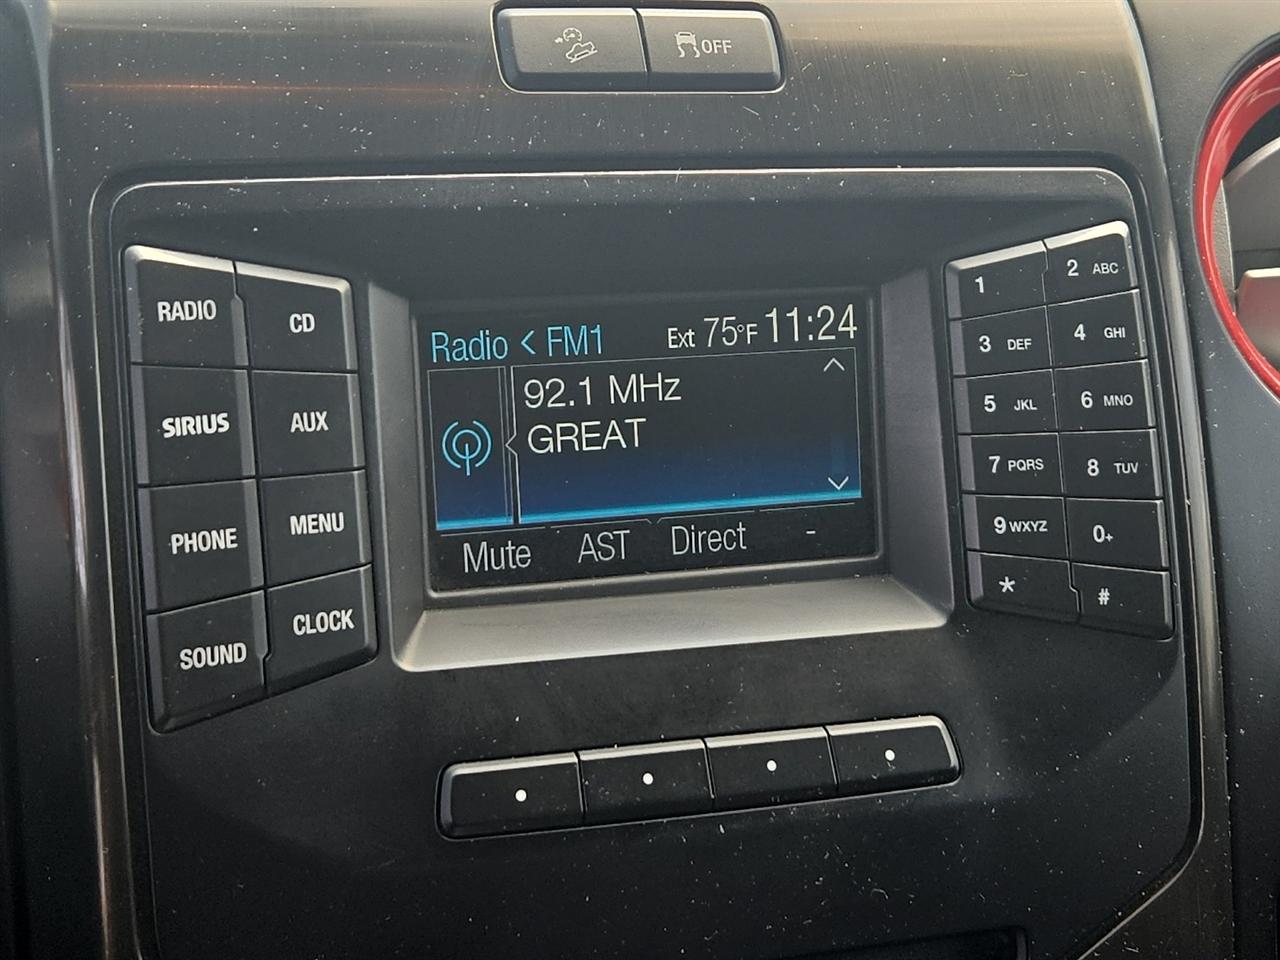 OFF
RADIO
CD
SIRIUS
AUX
PHONE
MENU
SOUND
CLOCK
Radio < FM1
Ext 75°F 11:24
92.1 MHz
GREAT
Mute AST Direct -
1
2 ABC
3 DEF
4 GHI
5 JKL
6 MNO
7 PQRS
8 TUV
9 WXYZ
0+
*
#